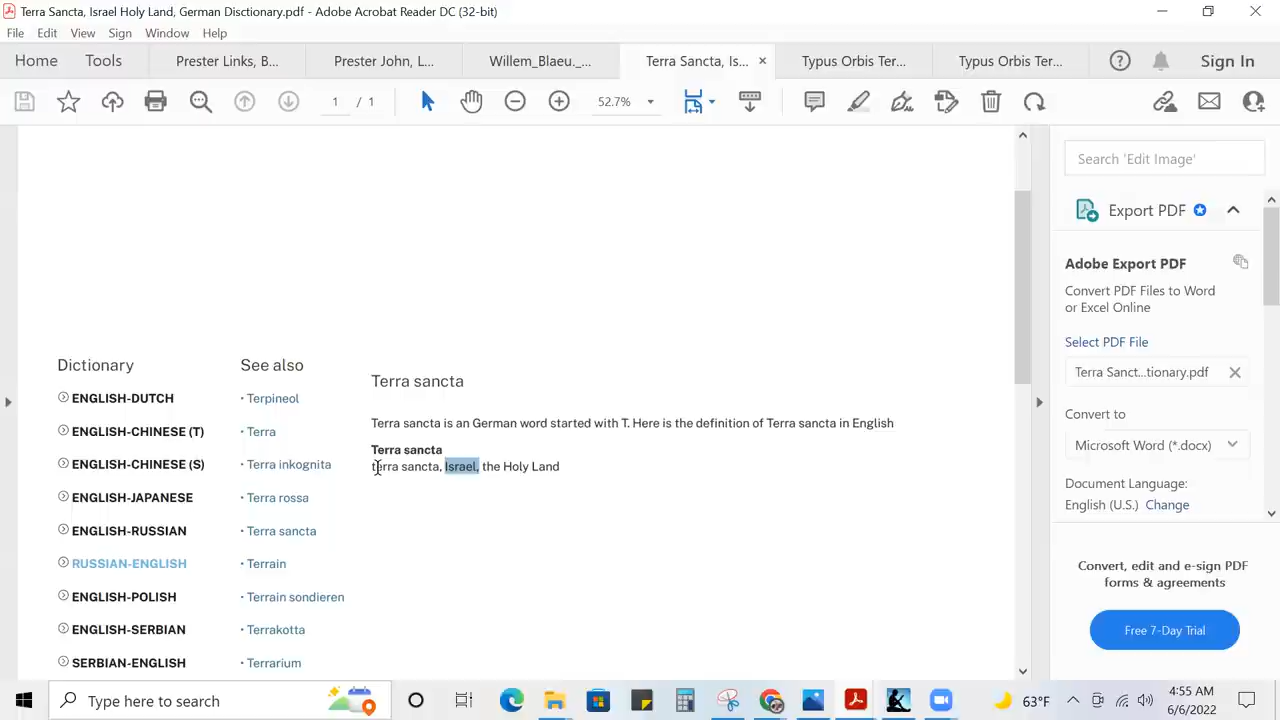 Terra Sancta, Israel Holy Land, German Disctionary.pdf - Adobe Acrobat Reader DC (32-bit)
File Edit View Sign Window Help
Home Tools Prester Links, B... Prester John, L... Willem_Blaeu._... Terra Sancta, Is... Typus Orbis Ter... Typus Orbis Ter... Sign In
1 / 1 52.7%
Search 'Edit Image'
Export PDF
Adobe Export PDF
Convert PDF Files to Word
or Excel Online
Select PDF File
Terra Sanct...tionary.pdf
Convert to
Microsoft Word (*.docx)
Document Language:
English (U.S.) Change
Convert, edit and e-sign PDF
forms & agreements
Free 7-Day Trial
Dictionary
ENGLISH-DUTCH
ENGLISH-CHINESE (T)
ENGLISH-CHINESE (S)
ENGLISH-JAPANESE
ENGLISH-RUSSIAN
RUSSIAN-ENGLISH
ENGLISH-POLISH
ENGLISH-SERBIAN
SERBIAN-ENGLISH
See also
• Terpineol
• Terra
• Terra inkognita
• Terra rossa
• Terra sancta
• Terrain
• Terrain sondieren
• Terrakotta
• Terrarium
Terra sancta
Terra sancta is an German word started with T. Here is the definition of Terra sancta in English
Terra sancta
terra sancta, Israel, the Holy Land
Type here to search
63°F
4:55 AM
6/6/2022